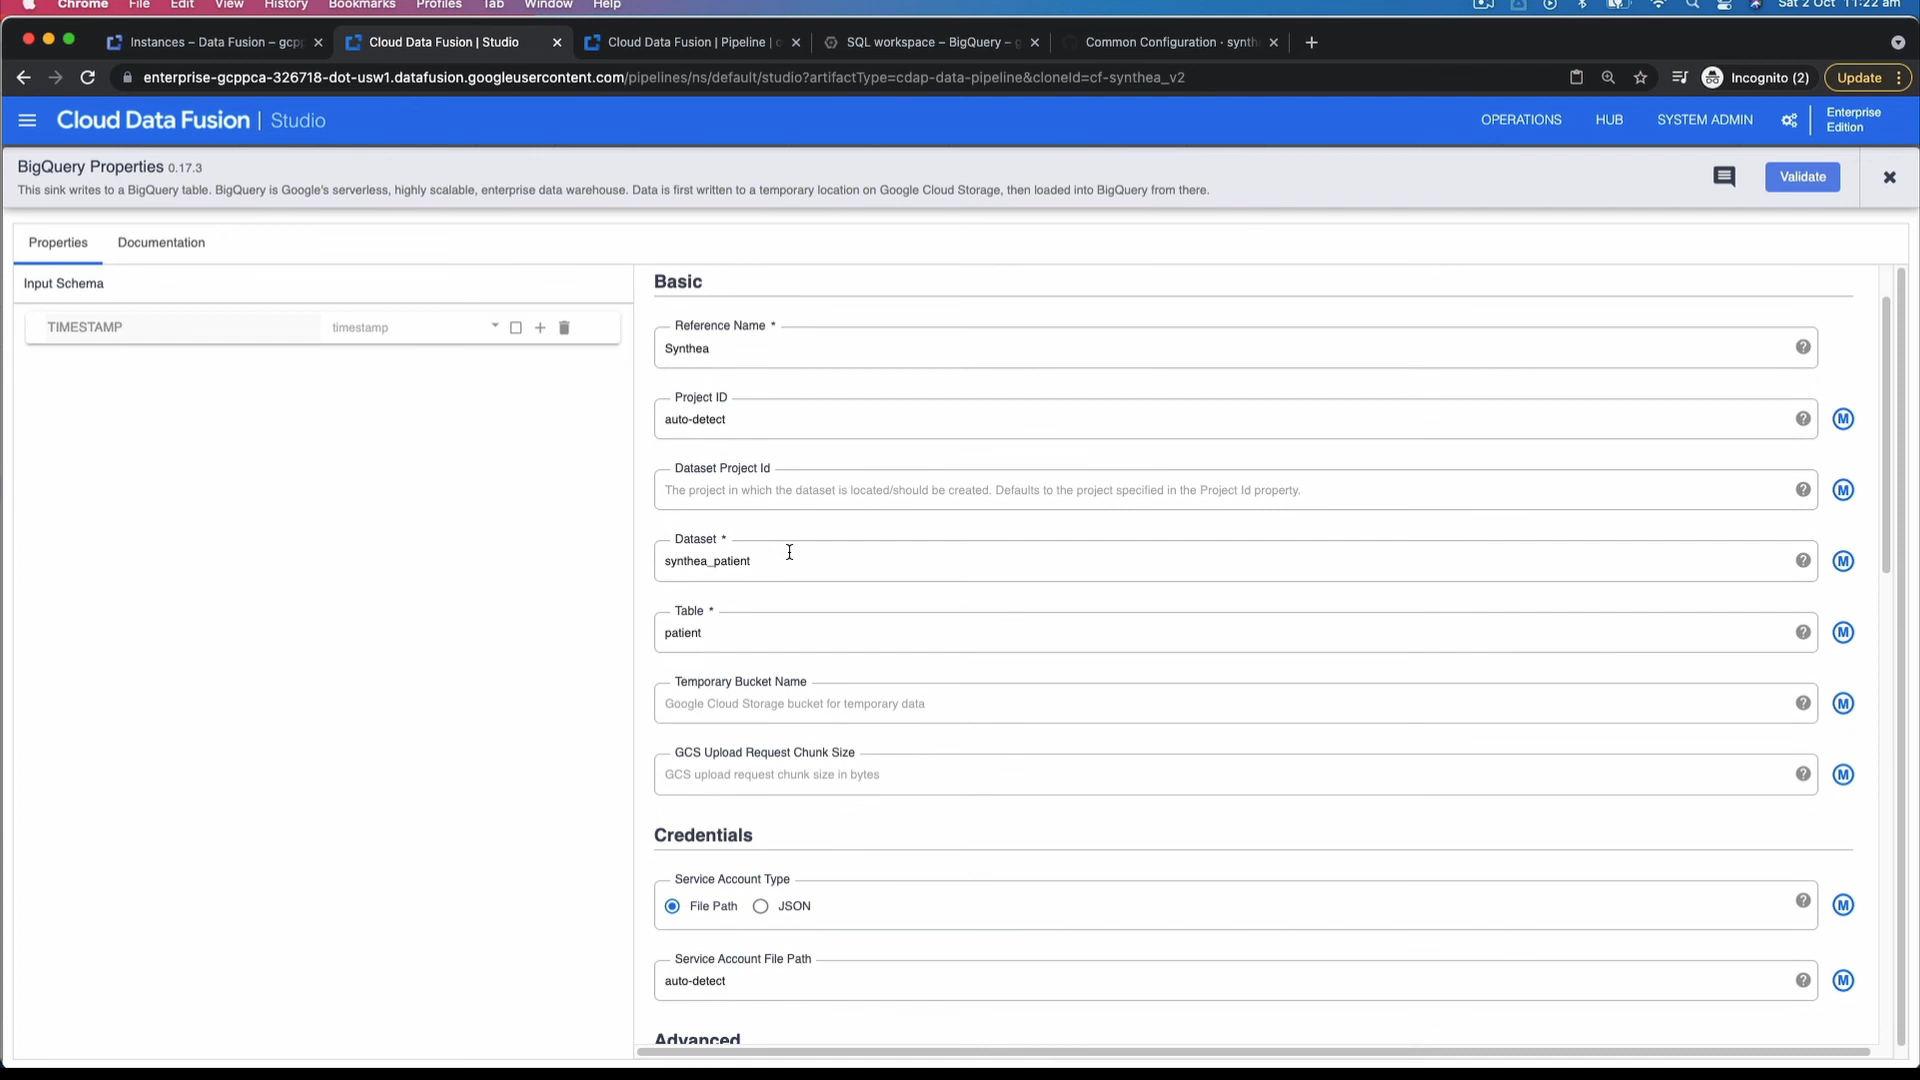 Chrome File Edit View History Bookmarks Profiles Tab Window Help Sat 2 Oct 11:22 am
Instances – Data Fusion – gcp Cloud Data Fusion | Studio Cloud Data Fusion | Pipeline | c SQL workspace – BigQuery – g Common Configuration · synth
enterprise-gcppca-326718-dot-usw1.datafusion.googleusercontent.com/pipelines/ns/default/studio?artifactType=cdap-data-pipeline&cloneId=cf-synthea_v2 Incognito (2) Update
Cloud Data Fusion | Studio OPERATIONS HUB SYSTEM ADMIN Enterprise Edition
BigQuery Properties 0.17.3
This sink writes to a BigQuery table. BigQuery is Google's serverless, highly scalable, enterprise data warehouse. Data is first written to a temporary location on Google Cloud Storage, then loaded into BigQuery from there.
Validate
Properties Documentation
Input Schema
TIMESTAMP timestamp
Basic
Reference Name *
Synthea
Project ID
auto-detect
M
Dataset Project Id
The project in which the dataset is located/should be created. Defaults to the project specified in the Project Id property.
M
Dataset *
synthea_patient
M
Table *
patient
M
Temporary Bucket Name
Google Cloud Storage bucket for temporary data
M
GCS Upload Request Chunk Size
GCS upload request chunk size in bytes
M
Credentials
Service Account Type
File Path JSON
M
Service Account File Path
auto-detect
M
Advanced